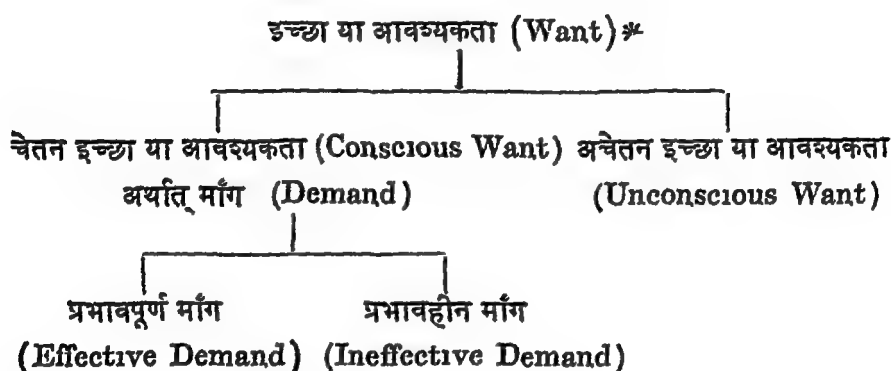 इच्छा या आवश्यकता (Want)*
चेतन इच्छा या आवश्यकता (Conscious Want) अचेतन इच्छा या आवश्यकता
अर्थात् माँग (Demand) (Unconscious Want)
प्रभावपूर्ण माँग प्रभावहीन माँग
(Effective Demand) (Ineffective Demand)